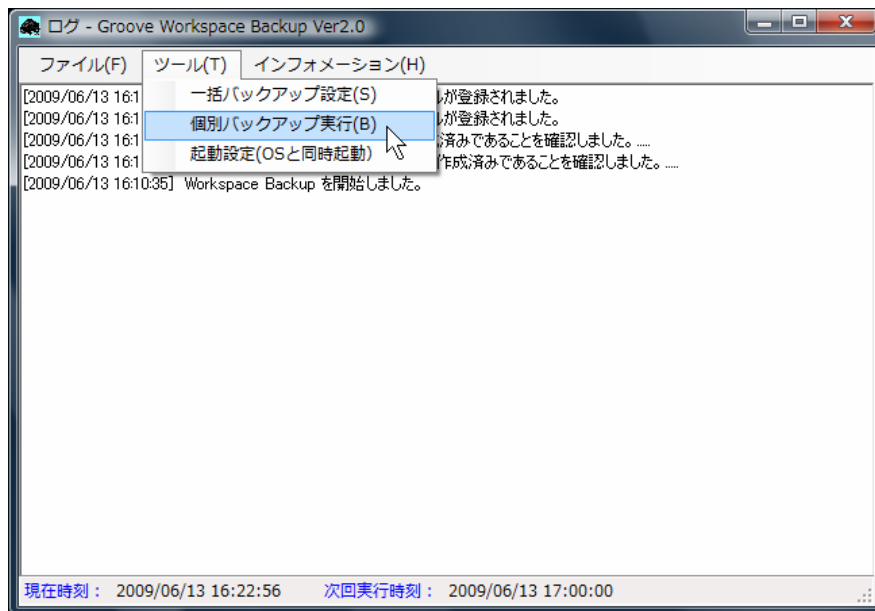 ログ - Groove Workspace Backup Ver2.0
ファイル(F) ツール(T) インフォメーション(H)
一括バックアップ設定(S)
個別バックアップ実行(B)
起動設定(OSと同時起動)
[2009/06/13 16:1 が登録されました。
[2009/06/13 16:1 が登録されました。
[2009/06/13 16:1 済みであることを確認しました。.....
[2009/06/13 16:1 作成済みであることを確認しました。.....
[2009/06/13 16:10:35] Workspace Backup を開始しました。
現在時刻： 2009/06/13 16:22:56 次回実行時刻： 2009/06/13 17:00:00